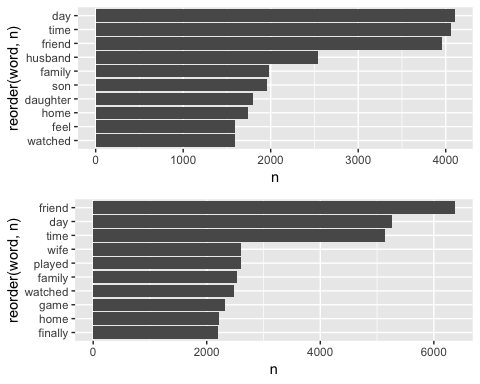 reorder(word, n)
day
time
friend
husband
family
son
daughter
home
feel
watched
0 1000 2000 3000 4000
n
reorder(word, n)
friend
day
time
wife
played
family
watched
game
home
finally
0 2000 4000 6000
n